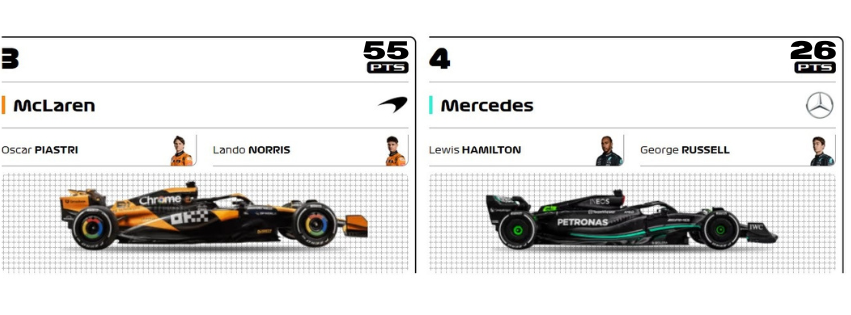 3
55
PTS
McLaren
Oscar PIASTRI
Lando NORRIS
Chrome
OKX
4
26
PTS
Mercedes
Lewis HAMILTON
George RUSSELL
INEOS
PETRONAS
IWC